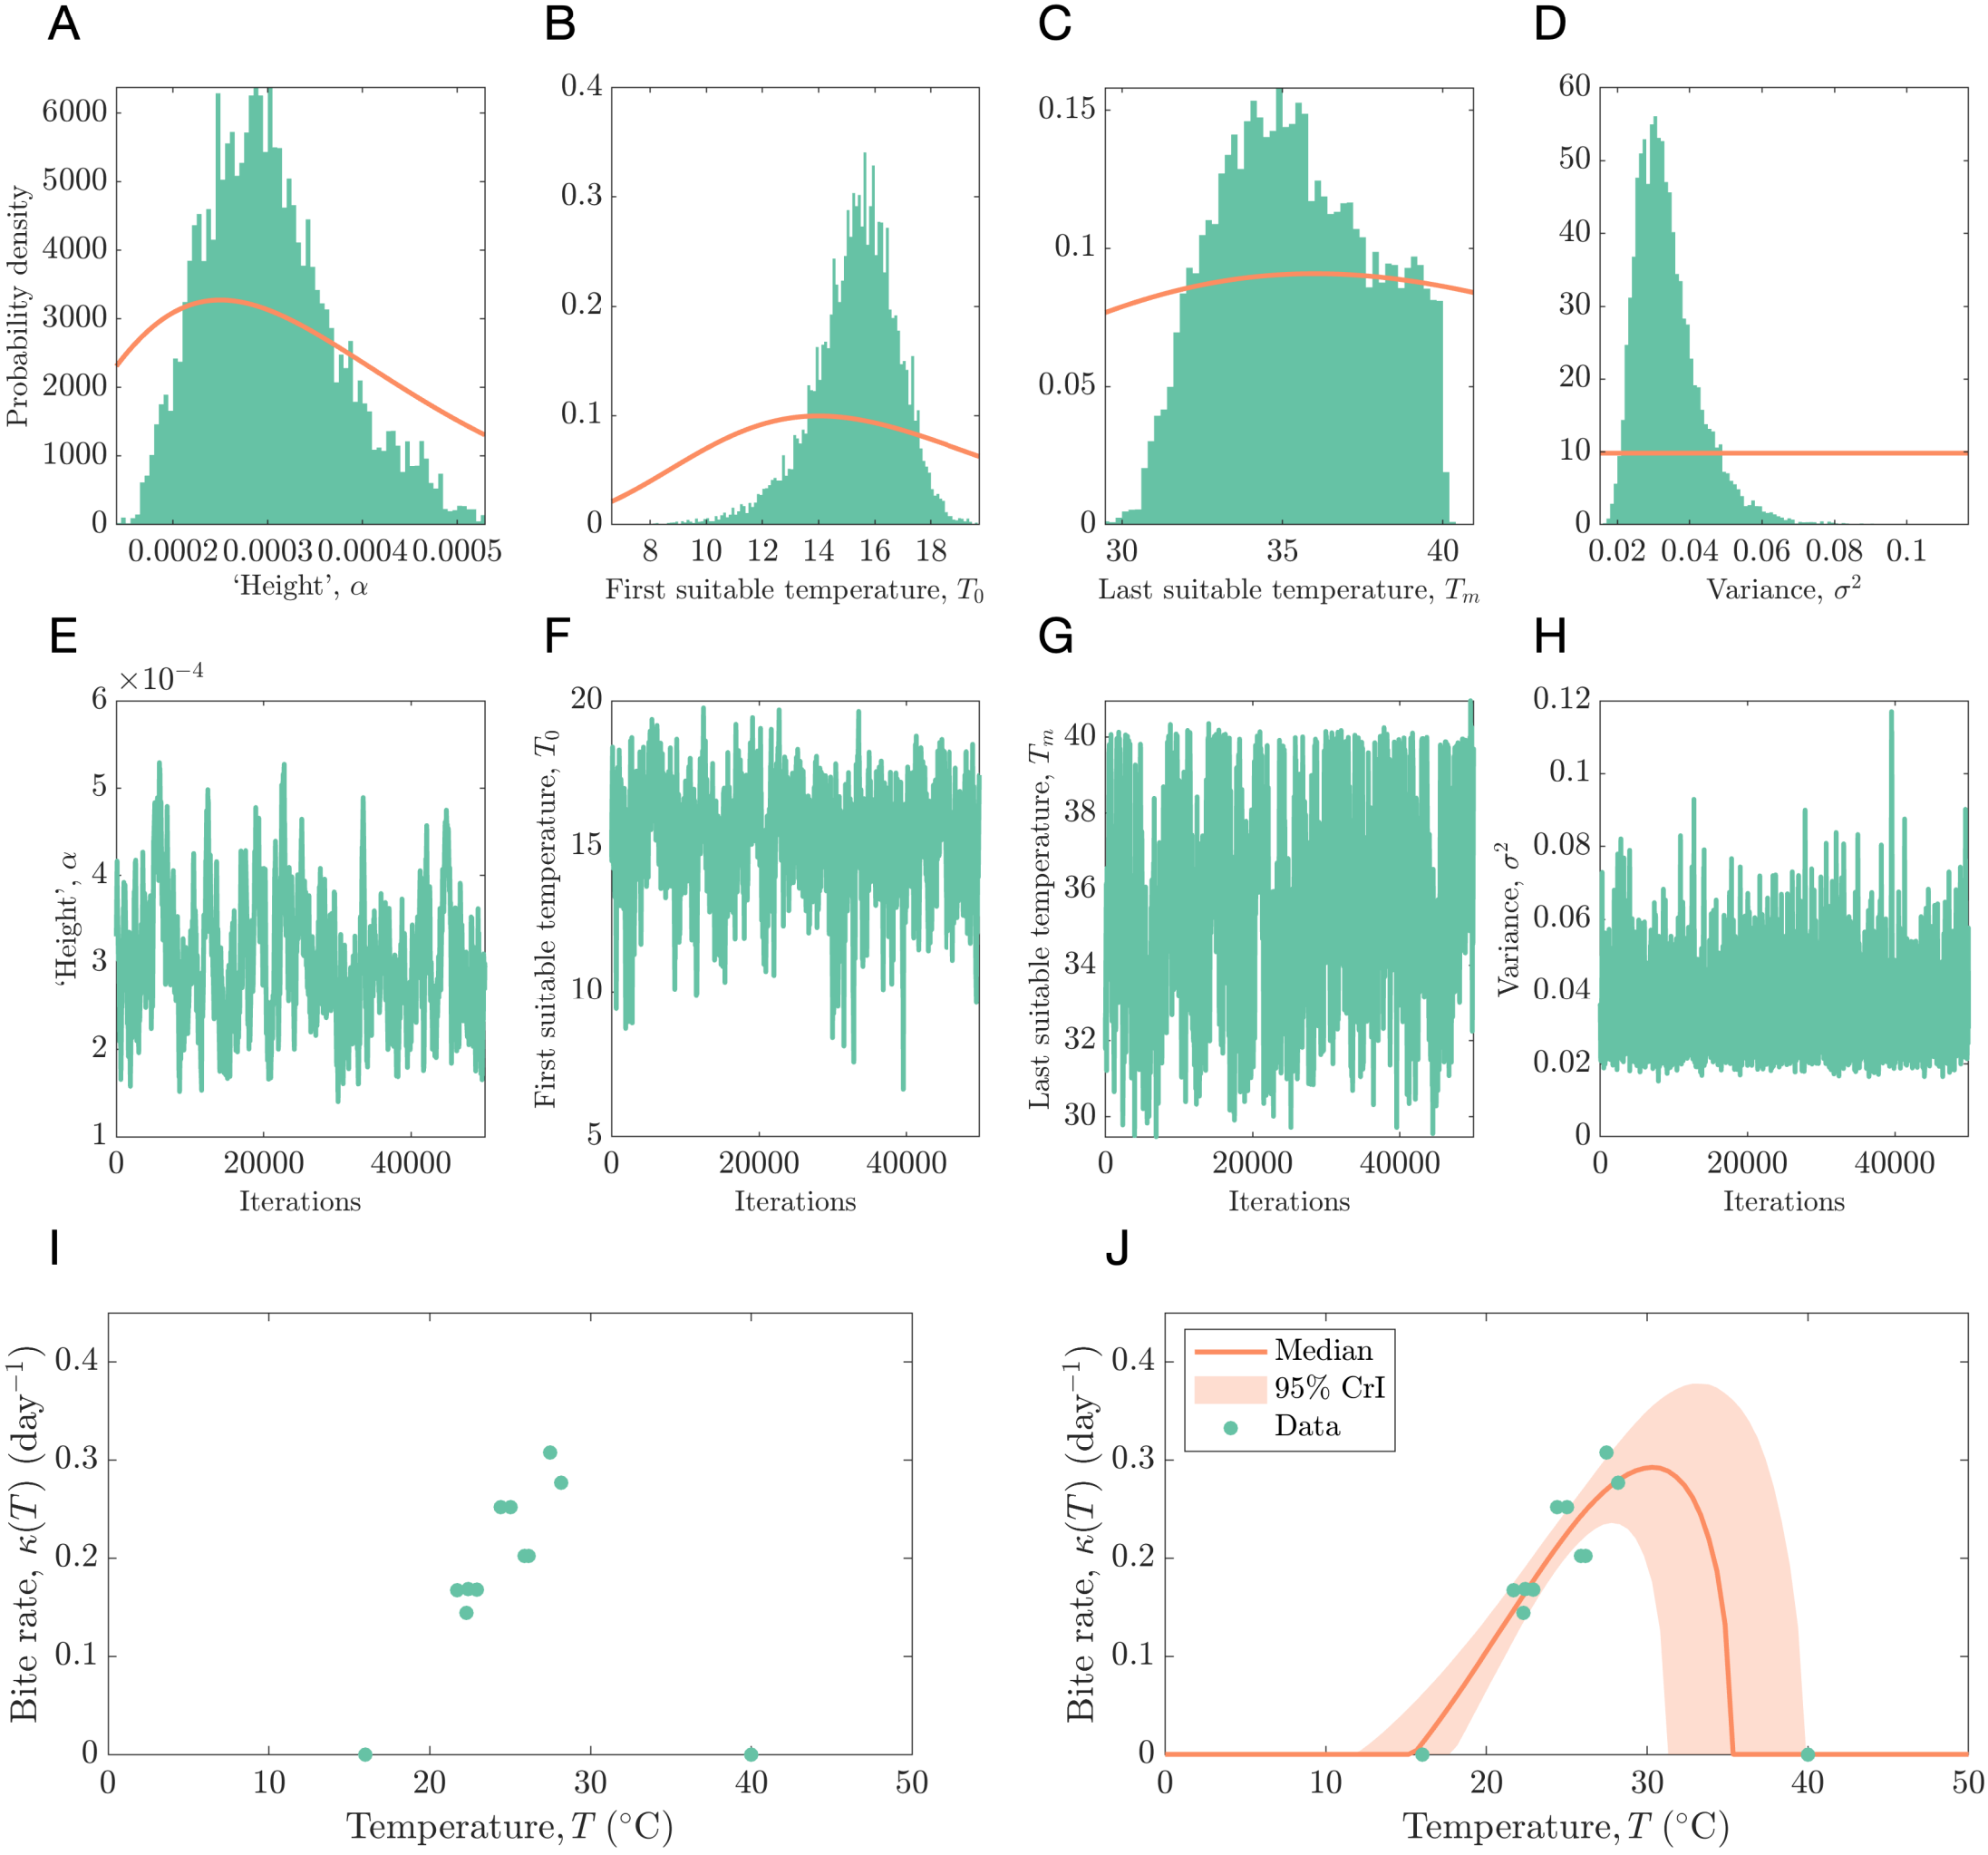 A
B
C
D
Probability density
6000
5000
4000
3000
2000
1000
0
0.0002 0.0003 0.0004 0.0005
‘Height’, α
0.4
0.3
0.2
0.1
0
8 10 12 14 16 18
First suitable temperature, T₀
0.15
0.1
0.05
0
30 35 40
Last suitable temperature, Tₘ
60
50
40
30
20
10
0
0.02 0.04 0.06 0.08 0.1
Variance, σ²
E
F
G
H
×10⁻⁴
‘Height’, α
6
5
4
3
2
1
0 20000 40000
Iterations
First suitable temperature, T₀
20
15
10
5
0 20000 40000
Iterations
Last suitable temperature, Tₘ
40
38
36
34
32
30
0 20000 40000
Iterations
Variance, σ²
0.12
0.1
0.08
0.06
0.04
0.02
0
0 20000 40000
Iterations
I
J
Bite rate, κ(T) (day⁻¹)
0.4
0.3
0.2
0.1
0
0 10 20 30 40 50
Temperature, T (°C)
Bite rate, κ(T) (day⁻¹)
0.4
0.3
0.2
0.1
0
Median
95% CrI
Data
0 10 20 30 40 50
Temperature, T (°C)